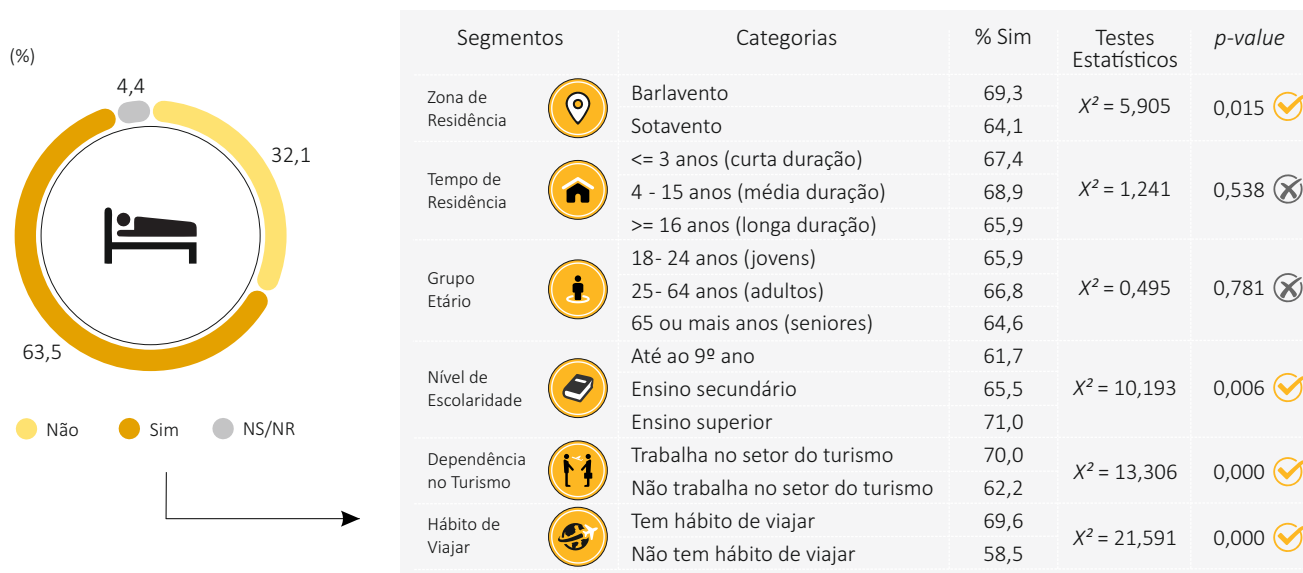 (%)
4,4
32,1
63,5
Não Sim NS/NR
Segmentos Categorias % Sim Testes Estatísticos p-value
Zona de Residência
Barlavento 69,3
Sotavento 64,1
X² = 5,905 0,015
Tempo de Residência
<= 3 anos (curta duração) 67,4
4 - 15 anos (média duração) 68,9
>= 16 anos (longa duração) 65,9
X² = 1,241 0,538
Grupo Etário
18- 24 anos (jovens) 65,9
25- 64 anos (adultos) 66,8
65 ou mais anos (seniores) 64,6
X² = 0,495 0,781
Nível de Escolaridade
Até ao 9º ano 61,7
Ensino secundário 65,5
Ensino superior 71,0
X² = 10,193 0,006
Dependência no Turismo
Trabalha no setor do turismo 70,0
Não trabalha no setor do turismo 62,2
X² = 13,306 0,000
Hábito de Viajar
Tem hábito de viajar 69,6
Não tem hábito de viajar 58,5
X² = 21,591 0,000